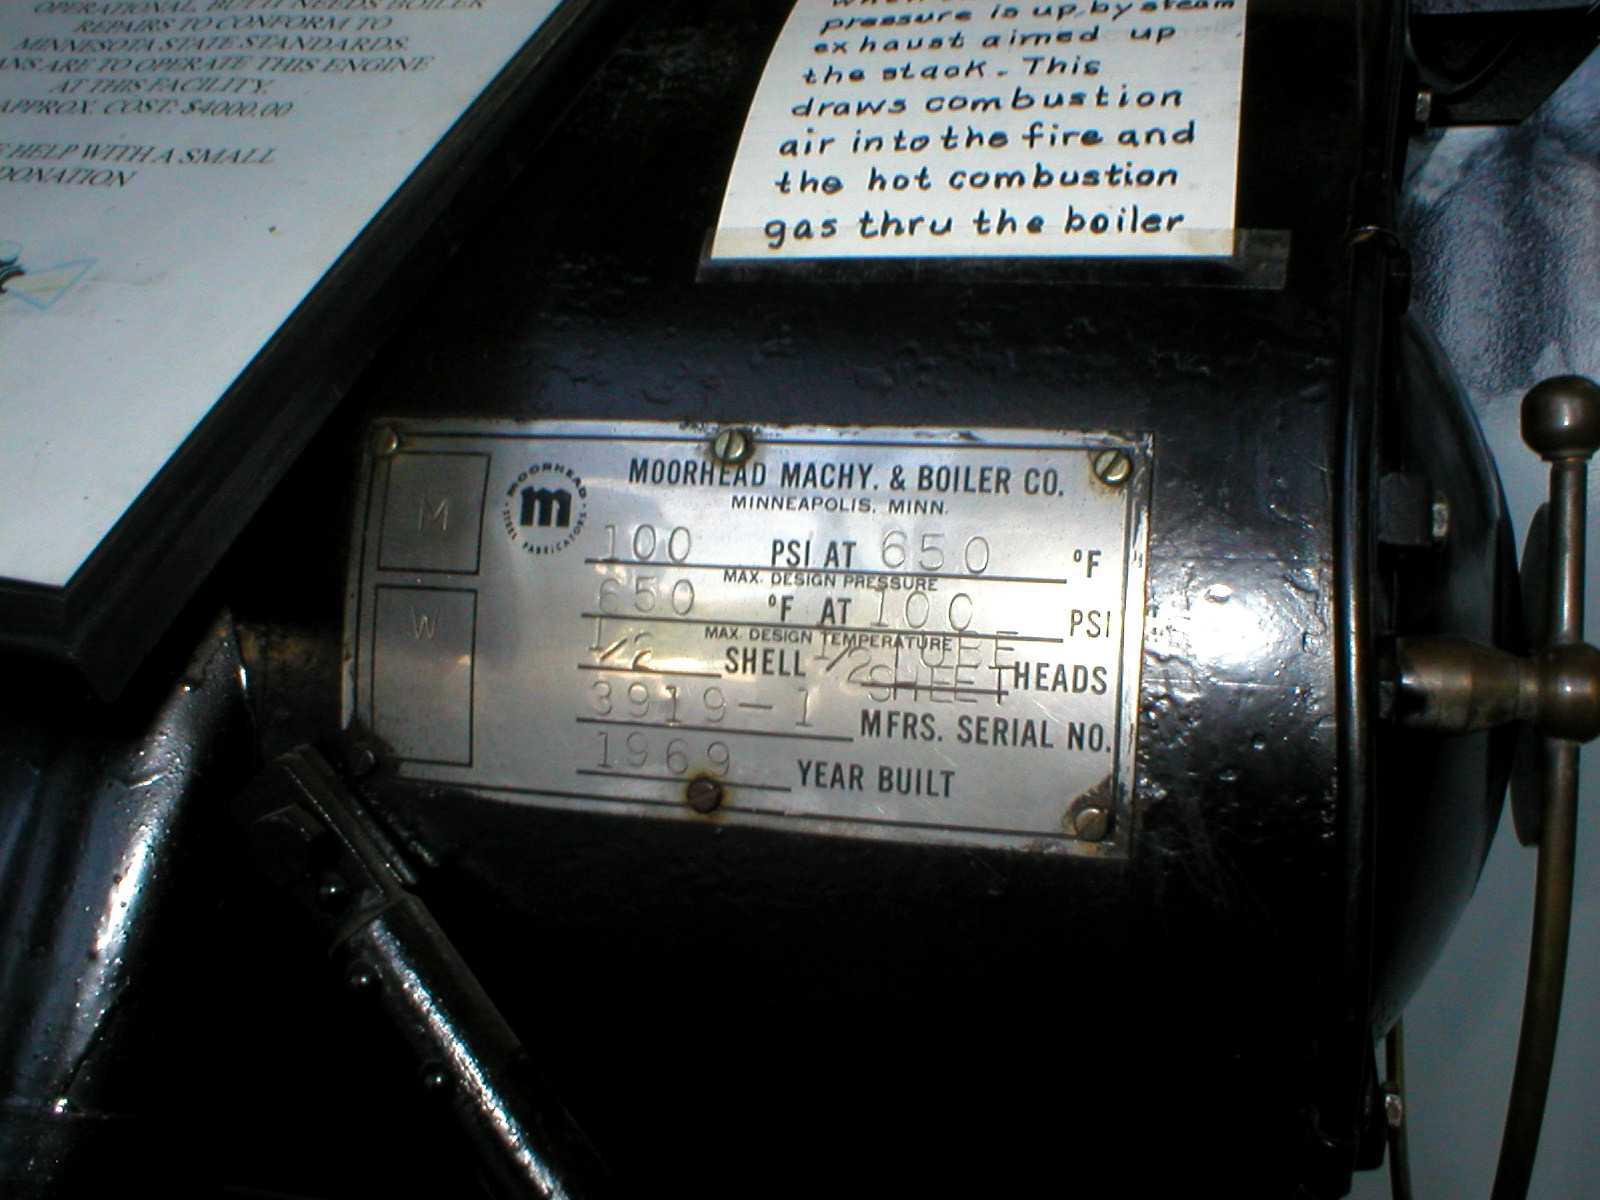 OPERATIONAL, BUT IT NEEDS BOILER
REPAIRS TO CONFORM TO
MINNESOTA STATE STANDARDS.
ANS ARE TO OPERATE THIS ENGINE
AT THIS FACILITY.
APPROX. COST: $4000.00
HELP WITH A SMALL
DONATION
pressure is up, by steam
exhaust aimed up
the stack. This
draws combustion
air into the fire and
the hot combustion
gas thru the boiler
M
W
MOORHEAD
m
STEEL FABRICATORS
MOORHEAD MACHY. & BOILER CO.
MINNEAPOLIS, MINN.
100 PSI AT 650 °F
MAX. DESIGN PRESSURE
650 °F AT 100 PSI
MAX. DESIGN TEMPERATURE
1/2 SHELL 1/2 TUBE SHEET HEADS
3919-1 MFRS. SERIAL NO.
1969 YEAR BUILT